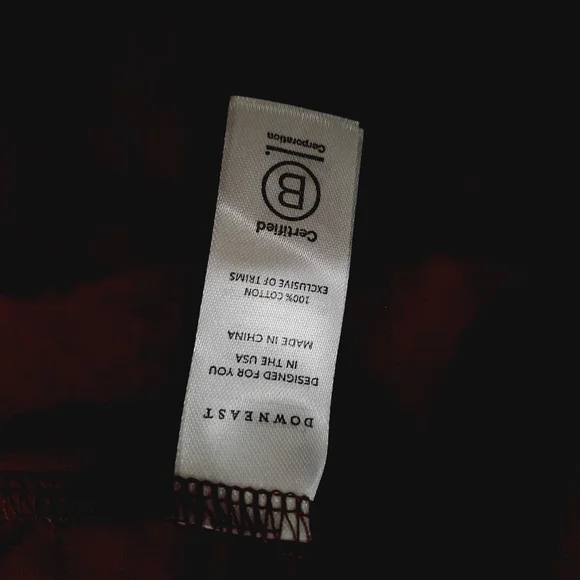 DOWNEAST
DESIGNED FOR YOU
IN THE USA
MADE IN CHINA
100% COTTON
EXCLUSIVE OF TRIMS
Certified
B
Corporation